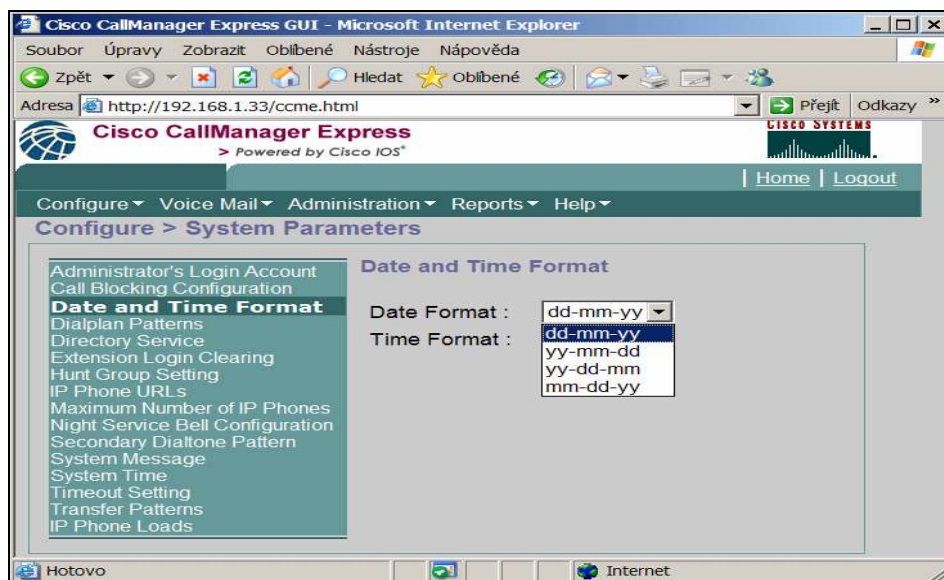 Cisco CallManager Express GUI - Microsoft Internet Explorer
Soubor Úpravy Zobrazit Oblíbené Nástroje Nápověda
Zpět Hledat Oblíbené
Adresa http://192.168.1.33/ccme.html Přejít Odkazy »
Cisco CallManager Express
> Powered by Cisco IOS®
CISCO SYSTEMS
| Home | Logout
Configure Voice Mail Administration Reports Help
Configure > System Parameters
Administrator's Login Account
Call Blocking Configuration
Date and Time Format
Dialplan Patterns
Directory Service
Extension Login Clearing
Hunt Group Setting
IP Phone URLs
Maximum Number of IP Phones
Night Service Bell Configuration
Secondary Dialtone Pattern
System Message
System Time
Timeout Setting
Transfer Patterns
IP Phone Loads
Date and Time Format
Date Format : dd-mm-yy
Time Format :
dd-mm-yy
yy-mm-dd
yy-dd-mm
mm-dd-yy
Hotovo Internet